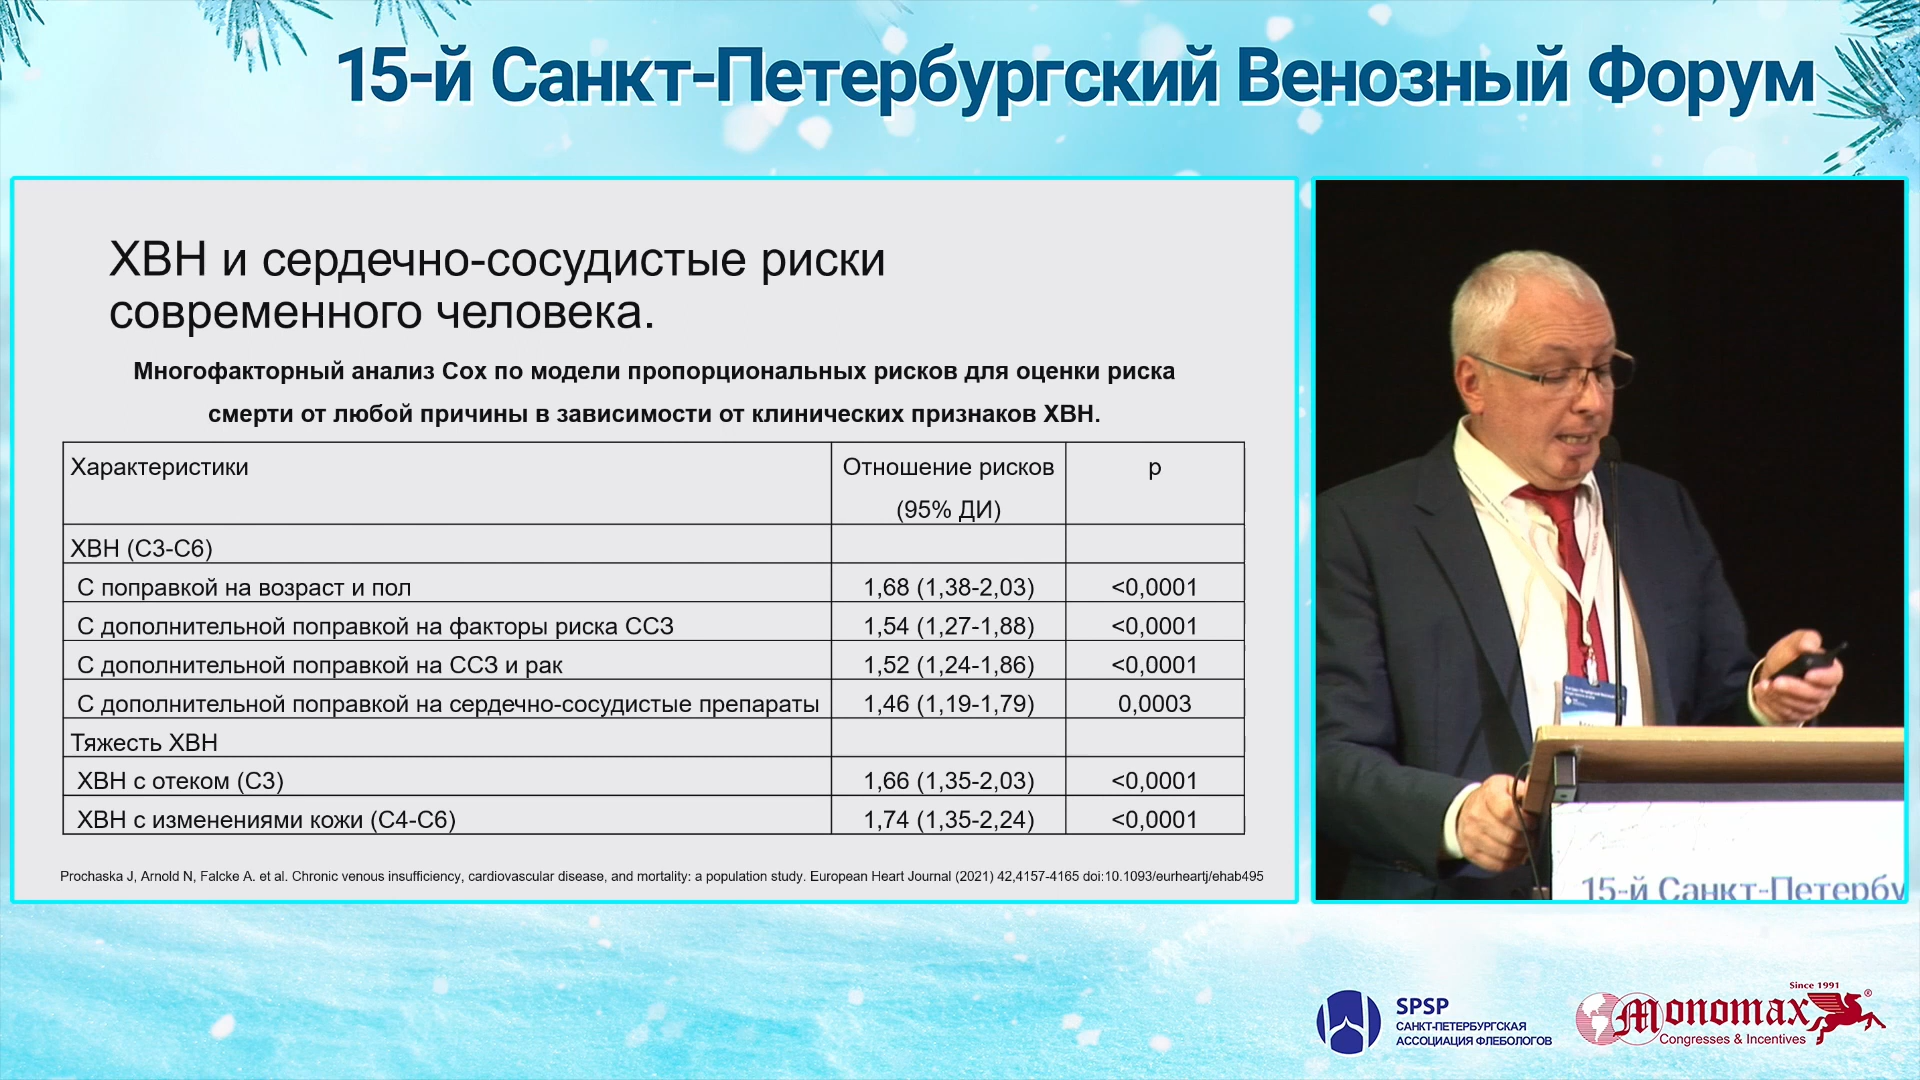 15-й Санкт-Петербургский Венозный Форум
ХВН и сердечно-сосудистые риски
современного человека.
Многофакторный анализ Cox по модели пропорциональных рисков для оценки риска
смерти от любой причины в зависимости от клинических признаков ХВН.
Характеристики Отношение рисков (95% ДИ) p
ХВН (С3-С6)
С поправкой на возраст и пол 1,68 (1,38-2,03) <0,0001
С дополнительной поправкой на факторы риска ССЗ 1,54 (1,27-1,88) <0,0001
С дополнительной поправкой на ССЗ и рак 1,52 (1,24-1,86) <0,0001
С дополнительной поправкой на сердечно-сосудистые препараты 1,46 (1,19-1,79) 0,0003
Тяжесть ХВН
ХВН с отеком (С3) 1,66 (1,35-2,03) <0,0001
ХВН с изменениями кожи (С4-С6) 1,74 (1,35-2,24) <0,0001
Prochaska J, Arnold N, Falcke A. et al. Chronic venous insufficiency, cardiovascular disease, and mortality: a population study. European Heart Journal (2021) 42,4157-4165 doi:10.1093/eurheartj/ehab495
15-й Санкт-Петербу
SPSP
САНКТ-ПЕТЕРБУРГСКАЯ
АССОЦИАЦИЯ ФЛЕБОЛОГОВ
Since 1991
Monomax®
Congresses & Incentives